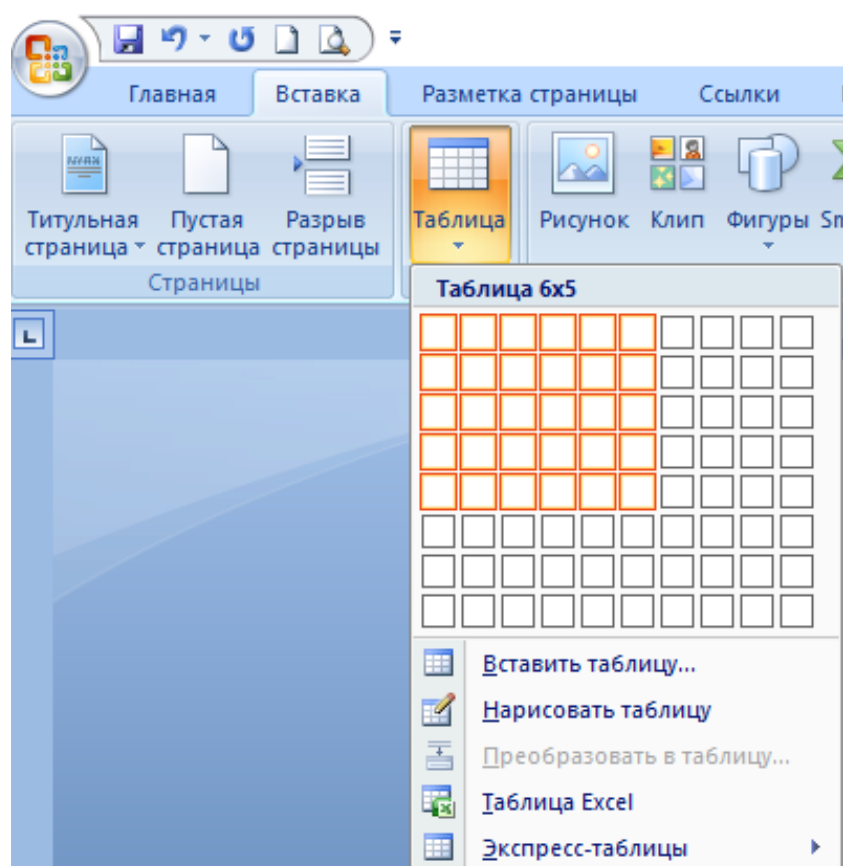 Главная Вставка Разметка страницы Ссылки
Титульная страница
Пустая страница
Разрыв страницы
Таблица
Рисунок
Клип
Фигуры
Страницы
Таблица 6x5
Вставить таблицу...
Нарисовать таблицу
Преобразовать в таблицу...
Таблица Excel
Экспресс-таблицы